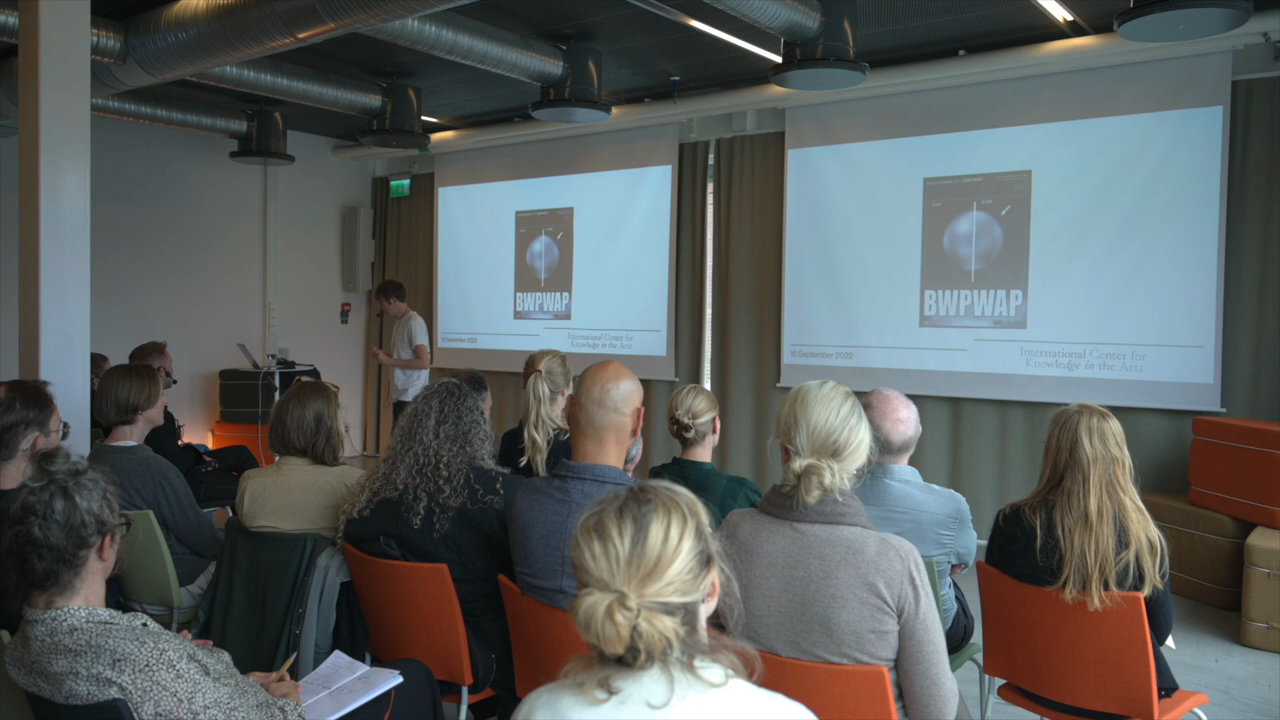 BWPWAP
16 September 2022
International Center for
Knowledge in the Arts
BWPWAP
16 September 2022
International Center for
Knowledge in the Arts